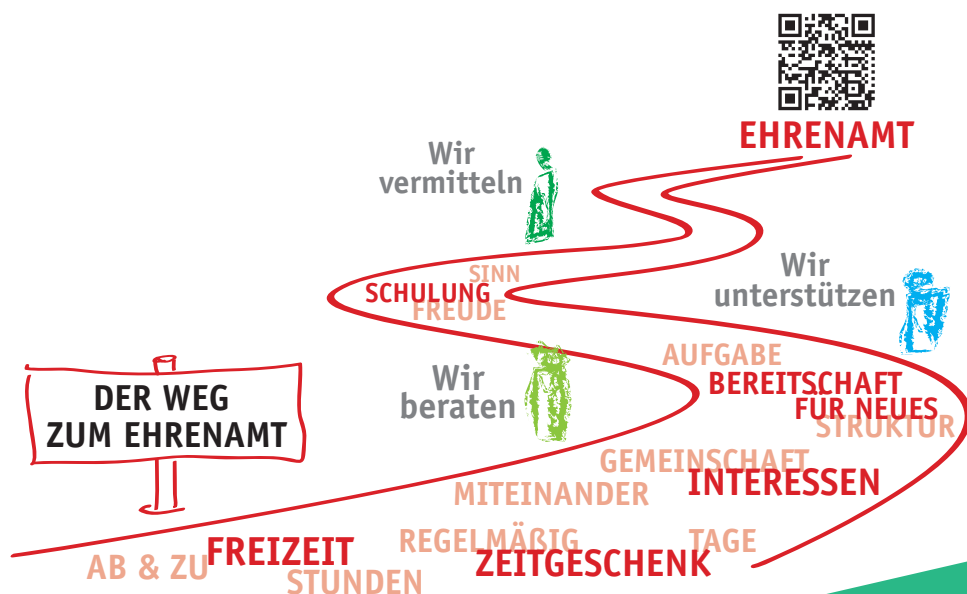 EHRENAMT
Wir
vermitteln
SINN
SCHULUNG
FREUDE
Wir
unterstützen
AUFGABE
BEREITSCHAFT
FÜR NEUES
STRUKTUR
Wir
beraten
DER WEG
ZUM EHRENAMT
GEMEINSCHAFT
INTERESSEN
MITEINANDER
REGELMÄßIG
TAGE
FREIZEIT
ZEITGESCHENK
AB & ZU
STUNDEN